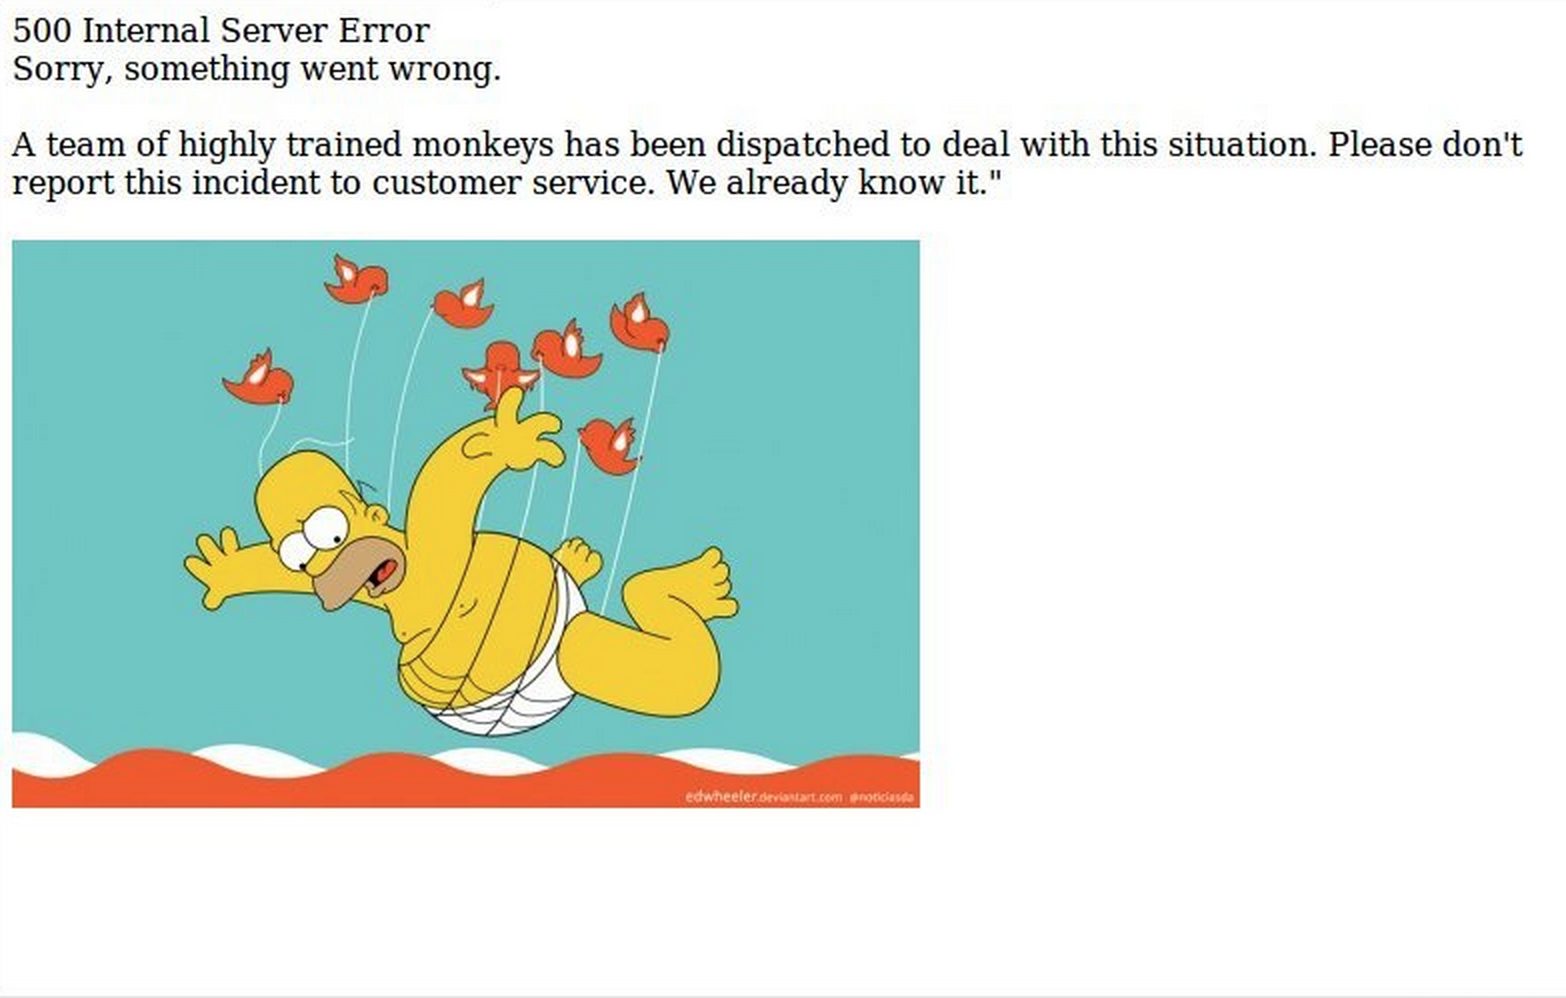 500 Internal Server Error
Sorry, something went wrong.
A team of highly trained monkeys has been dispatched to deal with this situation. Please don't
report this incident to customer service. We already know it."
edwheeler.deviantart.com @noticiasda